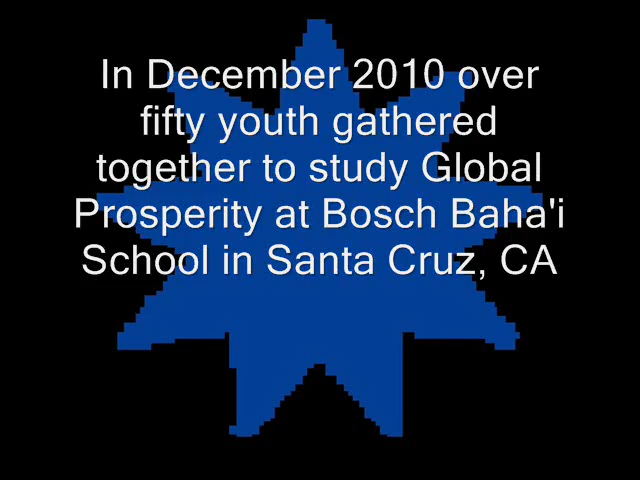 In December 2010 over
fifty youth gathered
together to study Global
Prosperity at Bosch Baha'i
School in Santa Cruz, CA